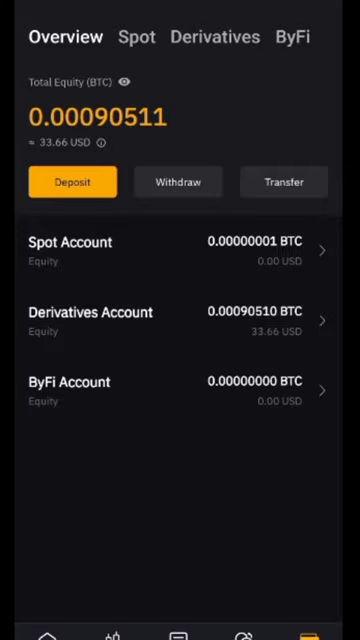 Overview Spot Derivatives ByFi
Total Equity (BTC)
0.00090511
≈ 33.66 USD
Deposit Withdraw Transfer
Spot Account 0.00000001 BTC
Equity 0.00 USD
Derivatives Account 0.00090510 BTC
Equity 33.66 USD
ByFi Account 0.00000000 BTC
Equity 0.00 USD